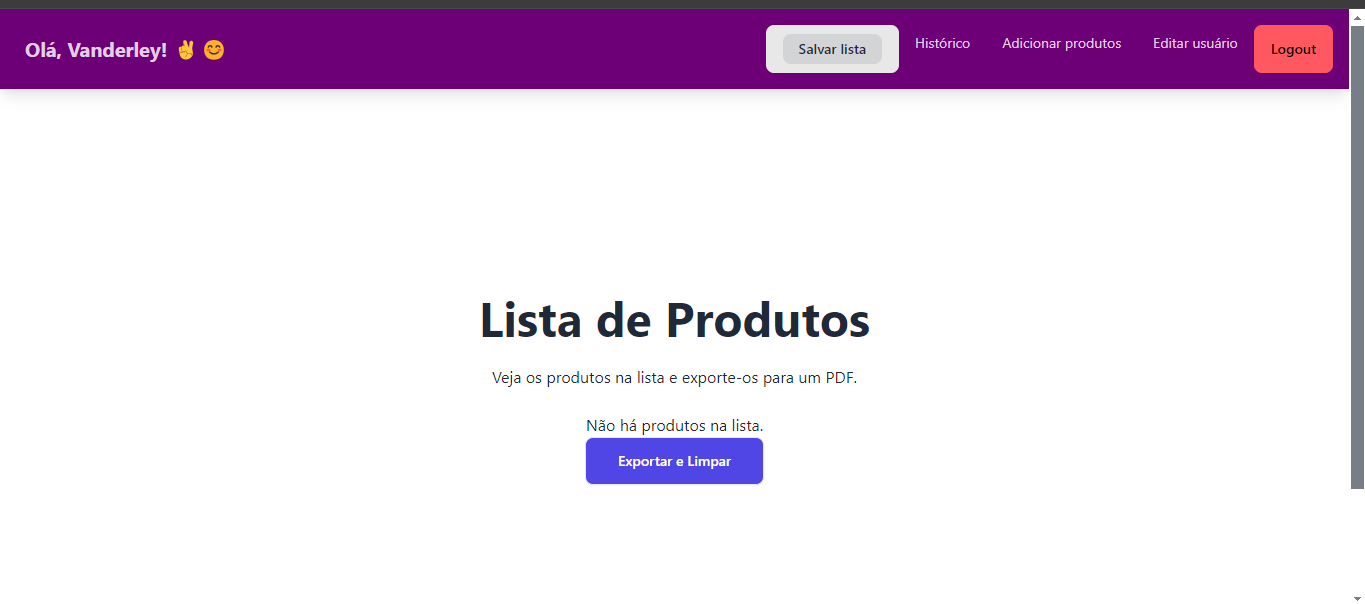 Olá, Vanderley! ✌️ 😊
Salvar lista
Histórico
Adicionar produtos
Editar usuário
Logout
Lista de Produtos
Veja os produtos na lista e exporte-os para um PDF.
Não há produtos na lista.
Exportar e Limpar